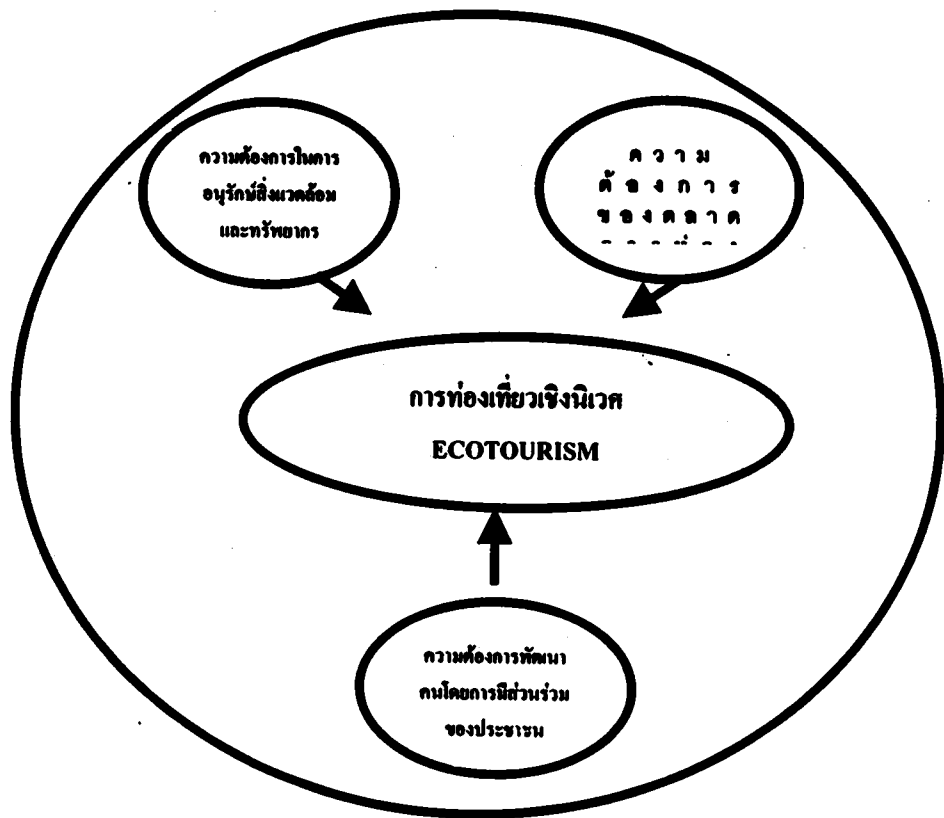 ความต้องการในการ
อนุรักษ์สิ่งแวดล้อม
และทรัพยากร
ค ว า ม
ต้ อ ง ก า ร
ข อ ง ต ล า ด
การท่องเที่ยวเชิงนิเวศ
ECOTOURISM
ความต้องการพัฒนา
คนโดยการมีส่วนร่วม
ของประชาชน